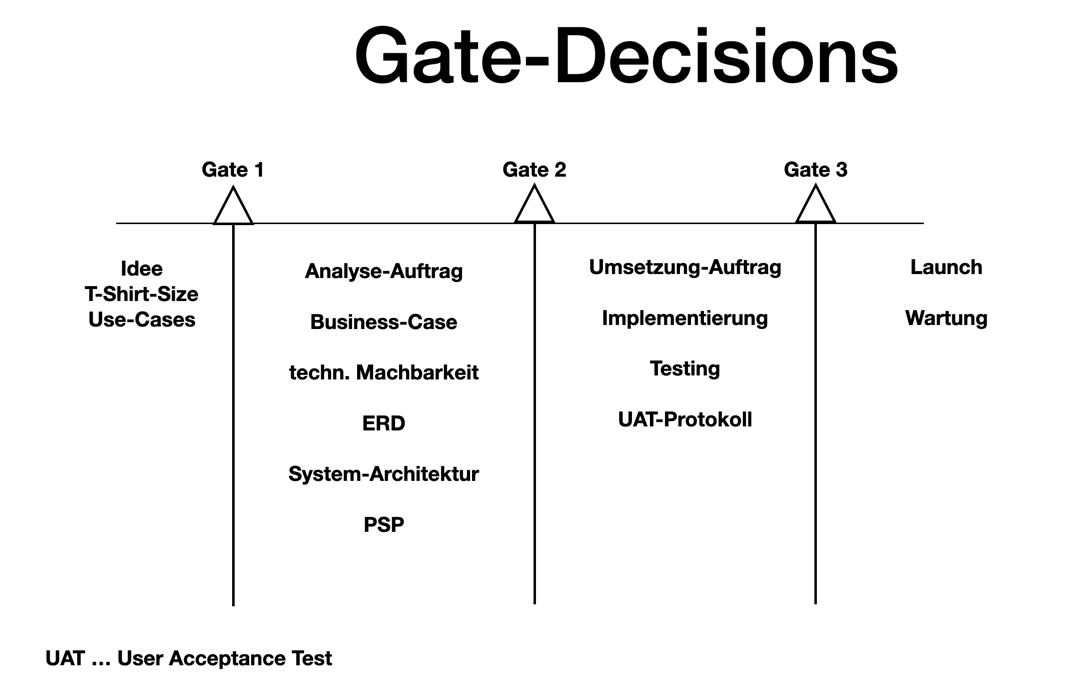 Gate-Decisions
Gate 1
Gate 2
Gate 3
Idee
T-Shirt-Size
Use-Cases
Analyse-Auftrag
Business-Case
techn. Machbarkeit
ERD
System-Architektur
PSP
Umsetzung-Auftrag
Implementierung
Testing
UAT-Protokoll
Launch
Wartung
UAT … User Acceptance Test